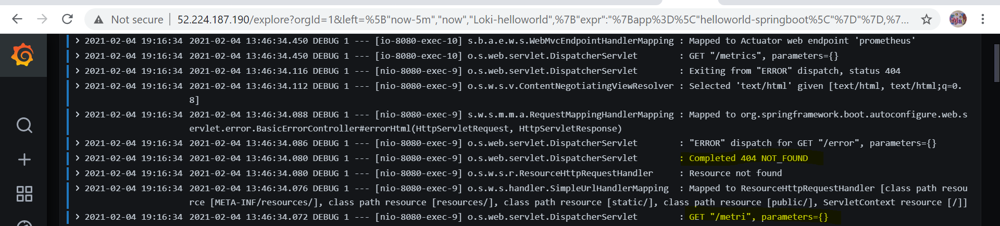 Not secure | 52.224.187.190/explore?orgId=1&left=%5B"now-5m","now","Loki-helloworld",%7B"expr":"%7Bapp%3D%5C"helloworld-springboot%5C"%7D"%7D,%7...
2021-02-04 19:16:34 2021-02-04 13:46:34.450 DEBUG 1 --- [io-8080-exec-10] s.b.a.e.w.s.WebMvcEndpointHandlerMapping : Mapped to Actuator web endpoint 'prometheus'
2021-02-04 19:16:34 2021-02-04 13:46:34.450 DEBUG 1 --- [io-8080-exec-10] o.s.web.servlet.DispatcherServlet : GET "/metrics", parameters={}
2021-02-04 19:16:34 2021-02-04 13:46:34.116 DEBUG 1 --- [nio-8080-exec-9] o.s.web.servlet.DispatcherServlet : Exiting from "ERROR" dispatch, status 404
2021-02-04 19:16:34 2021-02-04 13:46:34.112 DEBUG 1 --- [nio-8080-exec-9] o.s.w.s.v.ContentNegotiatingViewResolver : Selected 'text/html' given [text/html, text/html;q=0.
8]
2021-02-04 19:16:34 2021-02-04 13:46:34.088 DEBUG 1 --- [nio-8080-exec-9] s.w.s.m.m.a.RequestMappingHandlerMapping : Mapped to org.springframework.boot.autoconfigure.web.s
ervlet.error.BasicErrorController#errorHtml(HttpServletRequest, HttpServletResponse)
2021-02-04 19:16:34 2021-02-04 13:46:34.086 DEBUG 1 --- [nio-8080-exec-9] o.s.web.servlet.DispatcherServlet : "ERROR" dispatch for GET "/error", parameters={}
2021-02-04 19:16:34 2021-02-04 13:46:34.080 DEBUG 1 --- [nio-8080-exec-9] o.s.web.servlet.DispatcherServlet : Completed 404 NOT_FOUND
2021-02-04 19:16:34 2021-02-04 13:46:34.080 DEBUG 1 --- [nio-8080-exec-9] o.s.w.s.r.ResourceHttpRequestHandler : Resource not found
2021-02-04 19:16:34 2021-02-04 13:46:34.076 DEBUG 1 --- [nio-8080-exec-9] o.s.w.s.handler.SimpleUrlHandlerMapping : Mapped to ResourceHttpRequestHandler [class path resou
rce [META-INF/resources/], class path resource [resources/], class path resource [static/], class path resource [public/], ServletContext resource [/]]
2021-02-04 19:16:34 2021-02-04 13:46:34.072 DEBUG 1 --- [nio-8080-exec-9] o.s.web.servlet.DispatcherServlet : GET "/metri", parameters={}